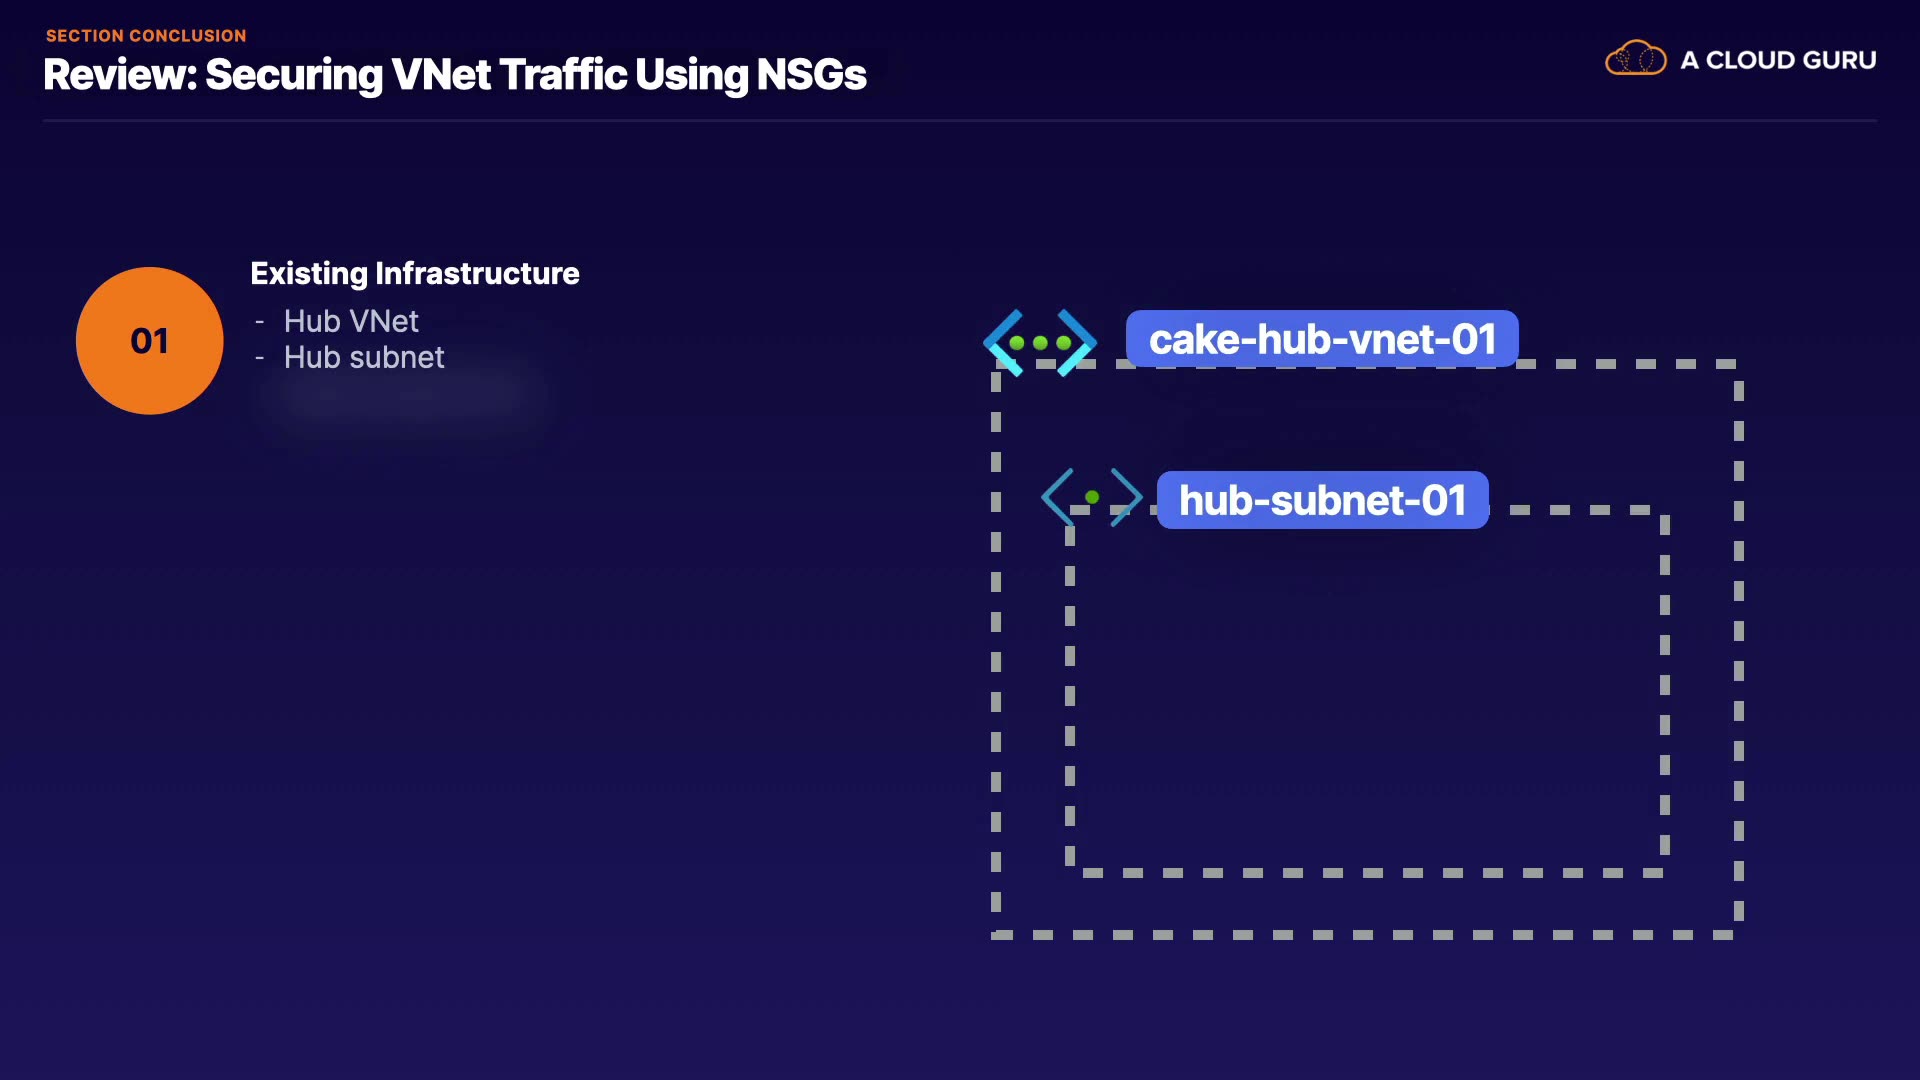 SECTION CONCLUSION
Review: Securing VNet Traffic Using NSGs
A CLOUD GURU
01
Existing Infrastructure
- Hub VNet
- Hub subnet
cake-hub-vnet-01
hub-subnet-01